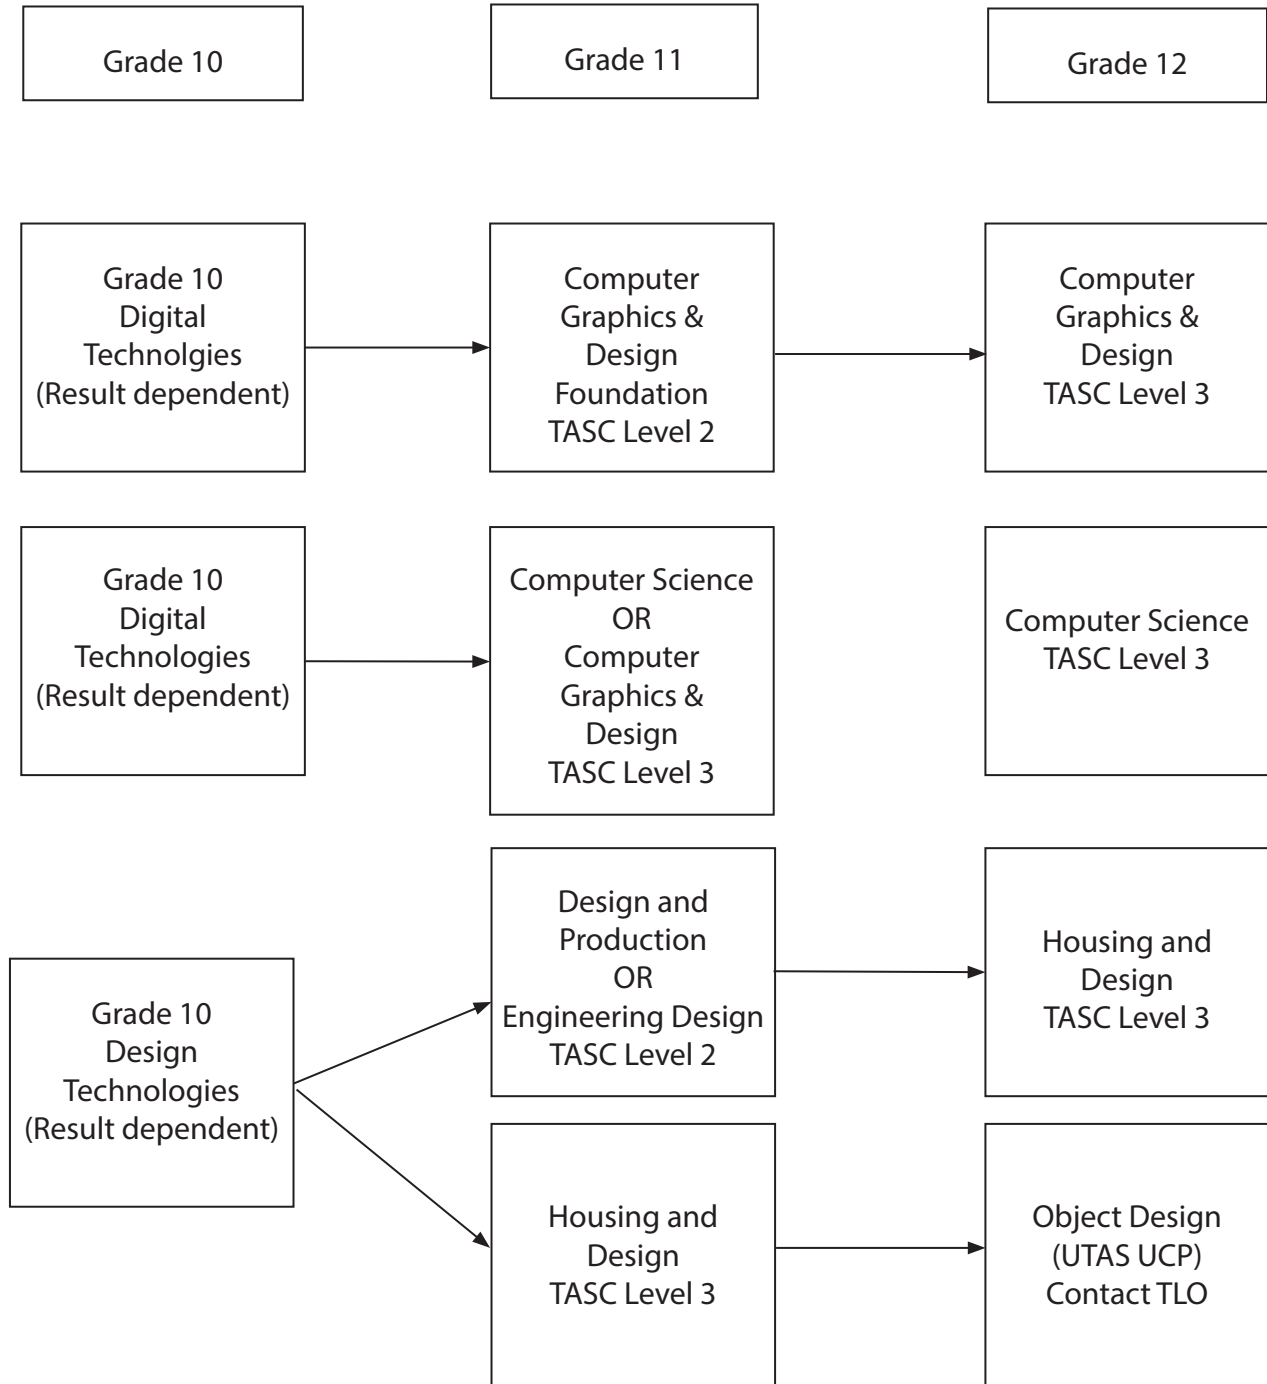 Grade 10
Grade 11
Grade 12
Grade 10
Digital
Technolgies
(Result dependent)
Computer
Graphics &
Design
Foundation
TASC Level 2
Computer
Graphics &
Design
TASC Level 3
Grade 10
Digital
Technologies
(Result dependent)
Computer Science
OR
Computer
Graphics &
Design
TASC Level 3
Computer Science
TASC Level 3
Grade 10
Design
Technologies
(Result dependent)
Design and
Production
OR
Engineering Design
TASC Level 2
Housing and
Design
TASC Level 3
Housing and
Design
TASC Level 3
Object Design
(UTAS UCP)
Contact TLO